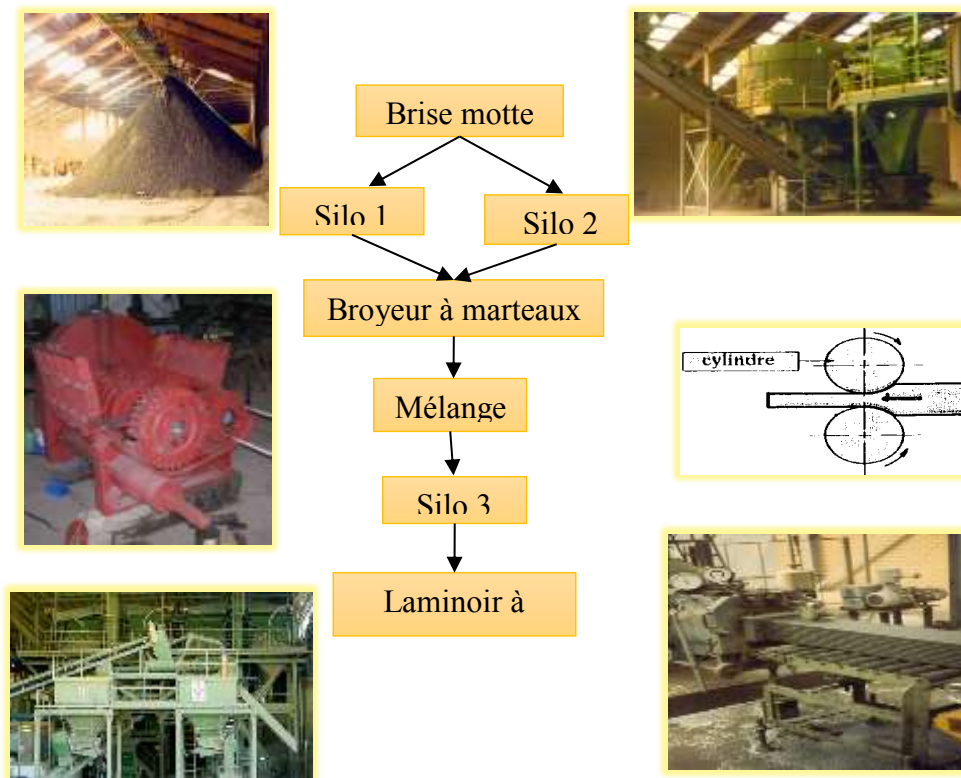 Brise motte
Silo 1
Silo 2
Broyeur à marteaux
cylindre
Mélange
Silo 3
Laminoir à